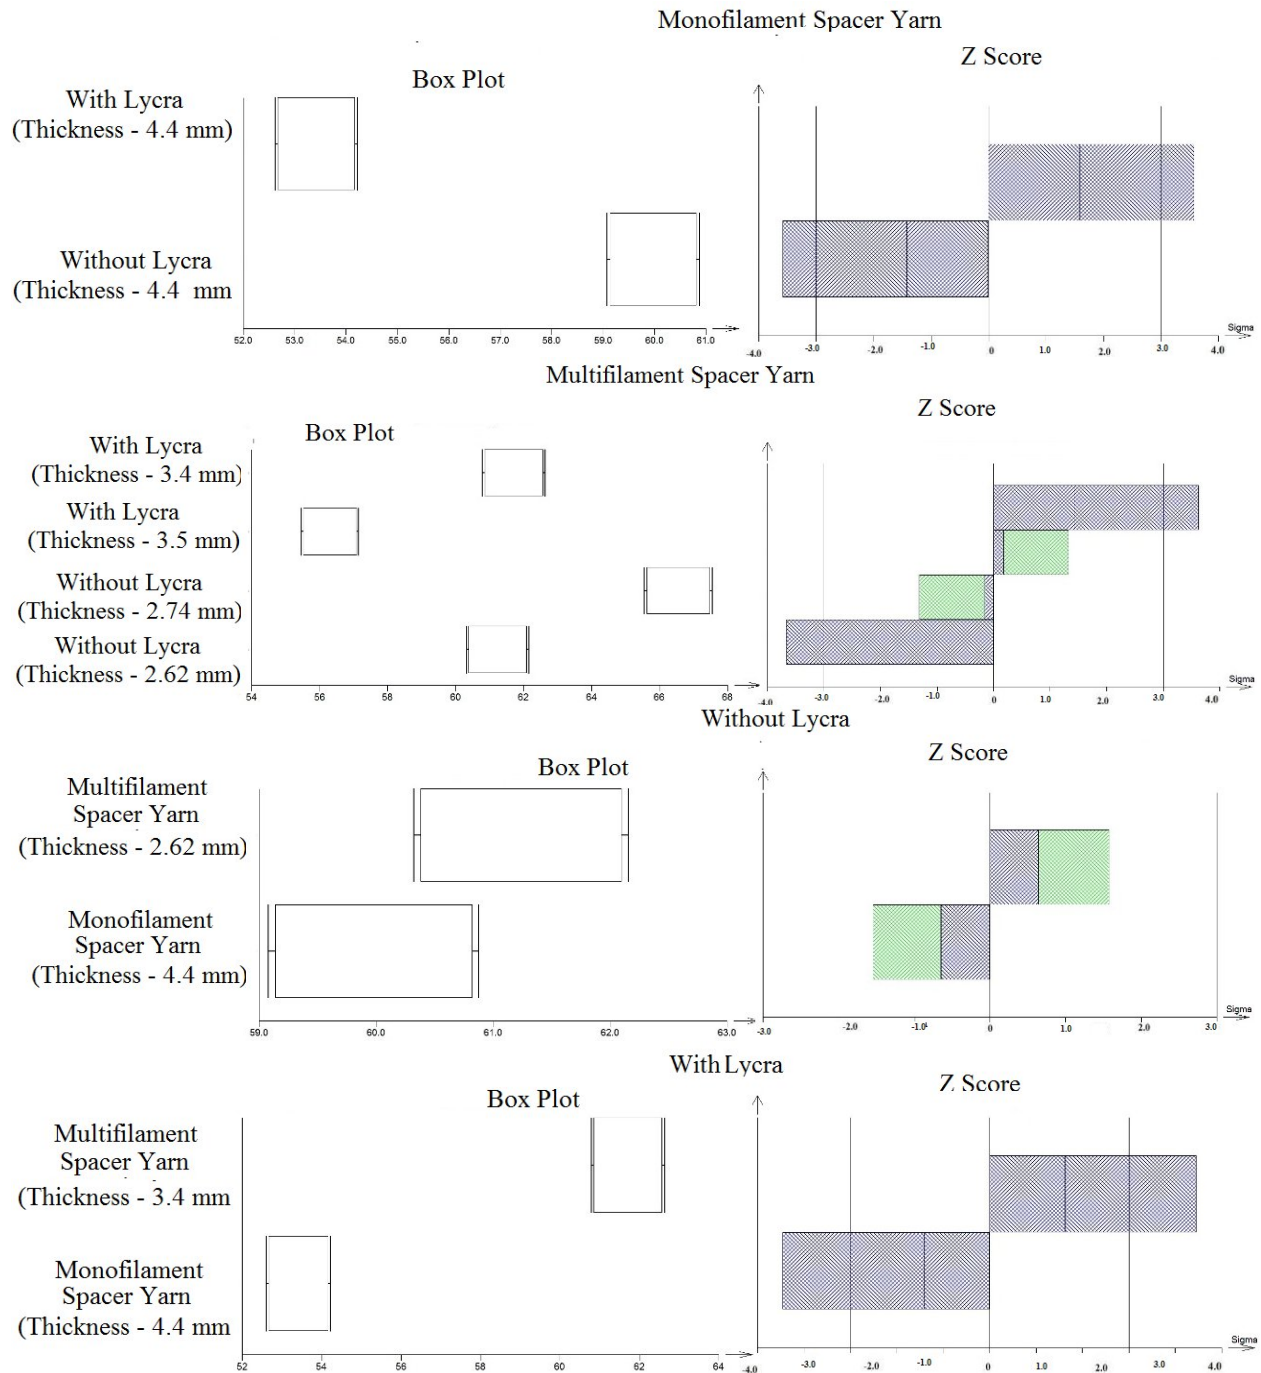 Monofilament Spacer Yarn
Box Plot
Z Score
With Lycra
(Thickness - 4.4 mm)
Without Lycra
(Thickness - 4.4 mm
52.0 53.0 54.0 55.0 56.0 57.0 58.0 59.0 60.0 61.0
Sigma
-4.0 -3.0 -2.0 -1.0 0 1.0 2.0 3.0 4.0
Multifilament Spacer Yarn
Box Plot
Z Score
With Lycra
(Thickness - 3.4 mm)
With Lycra
(Thickness - 3.5 mm)
Without Lycra
(Thickness - 2.74 mm)
Without Lycra
(Thickness - 2.62 mm)
54 56 58 60 62 64 66 68
Sigma
-4.0 -3.0 -2.0 -1.0 0 1.0 2.0 3.0 4.0
Without Lycra
Box Plot
Z Score
Multifilament
Spacer Yarn
(Thickness - 2.62 mm)
Monofilament
Spacer Yarn
(Thickness - 4.4 mm)
59.0 60.0 61.0 62.0 63.0
Sigma
-3.0 -2.0 -1.0 0 1.0 2.0 3.0
With Lycra
Box Plot
Z Score
Multifilament
Spacer Yarn
(Thickness - 3.4 mm
Monofilament
Spacer Yarn
(Thickness - 4.4 mm
52 54 56 58 60 62 64
Sigma
-4.0 -3.0 -2.0 -1.0 0 1.0 2.0 3.0 4.0